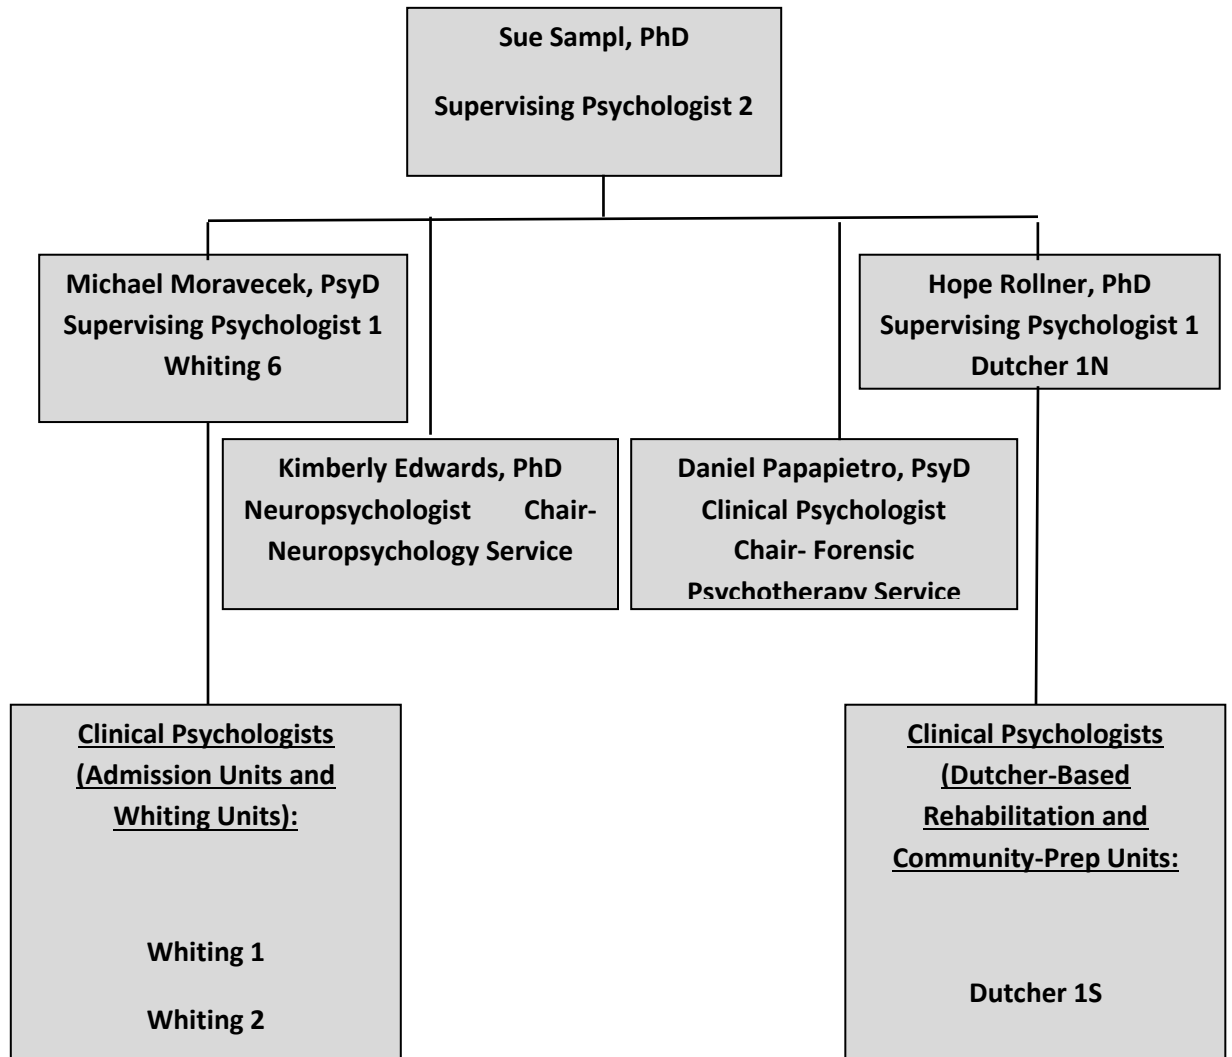 Sue Sampl, PhD
Supervising Psychologist 2
Michael Moravecek, PsyD
Supervising Psychologist 1
Whiting 6
Hope Rollner, PhD
Supervising Psychologist 1
Dutcher 1N
Kimberly Edwards, PhD
Neuropsychologist Chair-
Neuropsychology Service
Daniel Papapietro, PsyD
Clinical Psychologist
Chair- Forensic
Psychotherapy Service
Clinical Psychologists
(Admission Units and
Whiting Units):
Whiting 1
Whiting 2
Clinical Psychologists
(Dutcher-Based
Rehabilitation and
Community-Prep Units:
Dutcher 1S